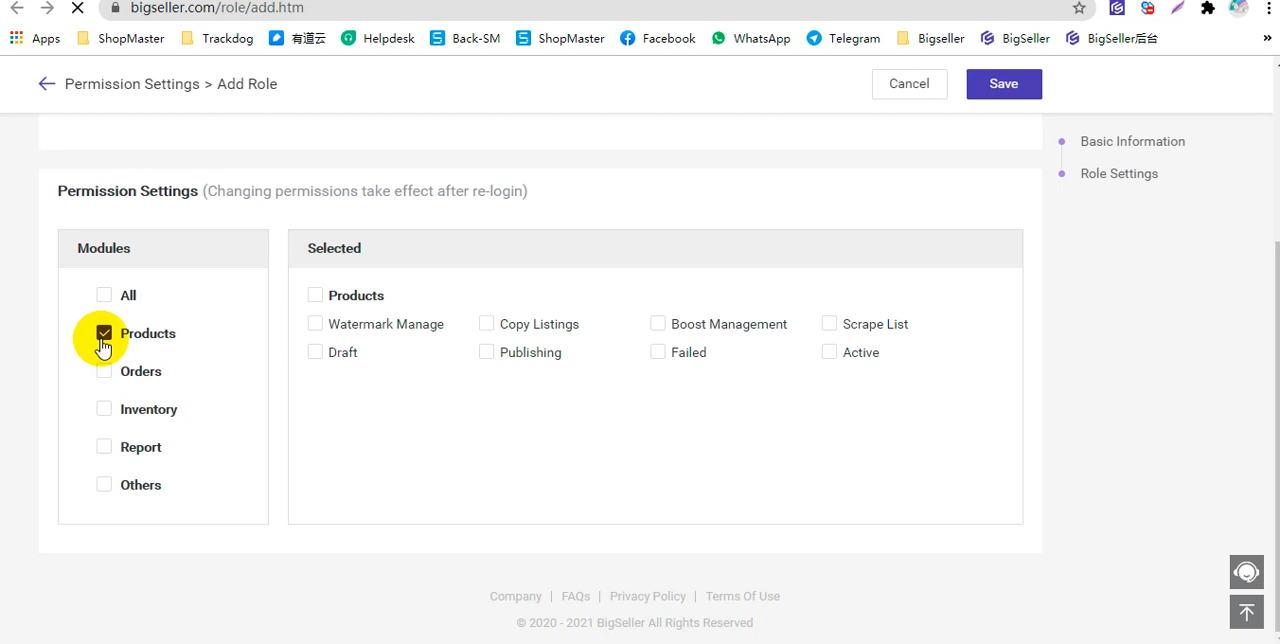 bigseller.com/role/add.htm
Apps ShopMaster Trackdog 有道云 Helpdesk Back-SM ShopMaster Facebook WhatsApp Telegram Bigseller BigSeller BigSeller后台 »
Permission Settings > Add Role Cancel Save
Basic Information
Role Settings
Permission Settings (Changing permissions take effect after re-login)
Modules
All
Products
Orders
Inventory
Report
Others
Selected
Products
Watermark Manage Copy Listings Boost Management Scrape List
Draft Publishing Failed Active
Company | FAQs | Privacy Policy | Terms Of Use
© 2020 - 2021 BigSeller All Rights Reserved